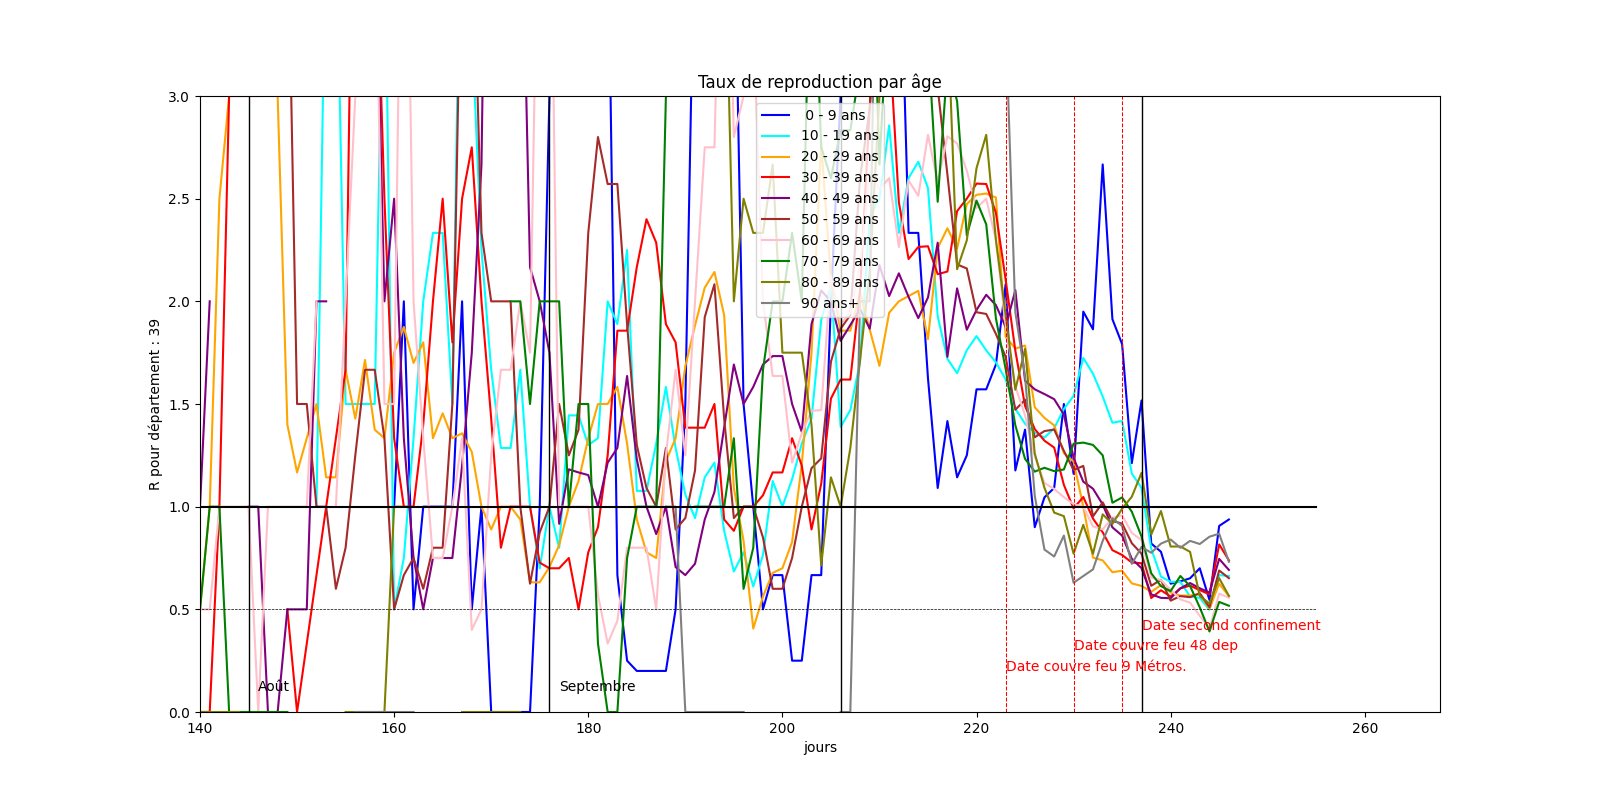 Taux de reproduction par âge
R pour département : 39
3.0
2.5
2.0
1.5
1.0
0.5
0.0
0 - 9 ans
10 - 19 ans
20 - 29 ans
30 - 39 ans
40 - 49 ans
50 - 59 ans
60 - 69 ans
70 - 79 ans
80 - 89 ans
90 ans+
Date second confinement
Date couvre feu 48 dep
Date couvre feu 9 Métros.
Août
Septembre
140 160 180 200 220 240 260
jours